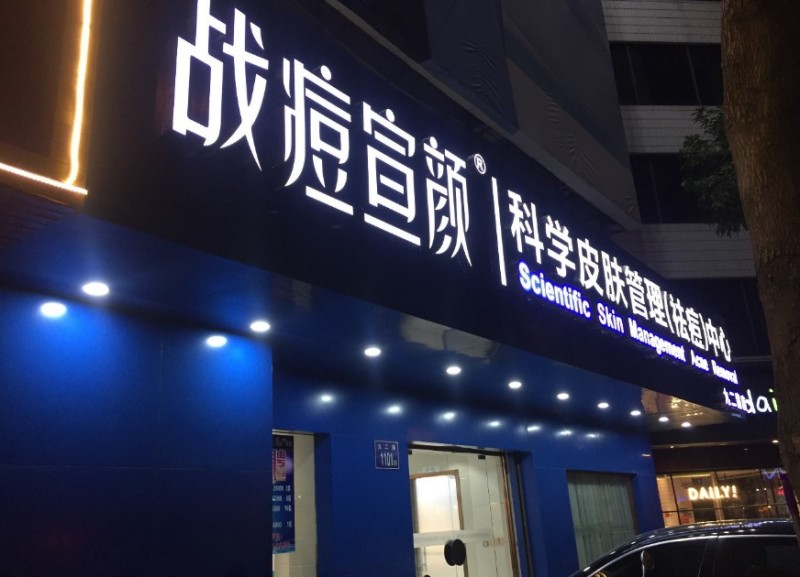 战痘宣颜®
科学皮肤管理(祛痘)中心
Scientific Skin Management Acne Removal
1101
DAILY!